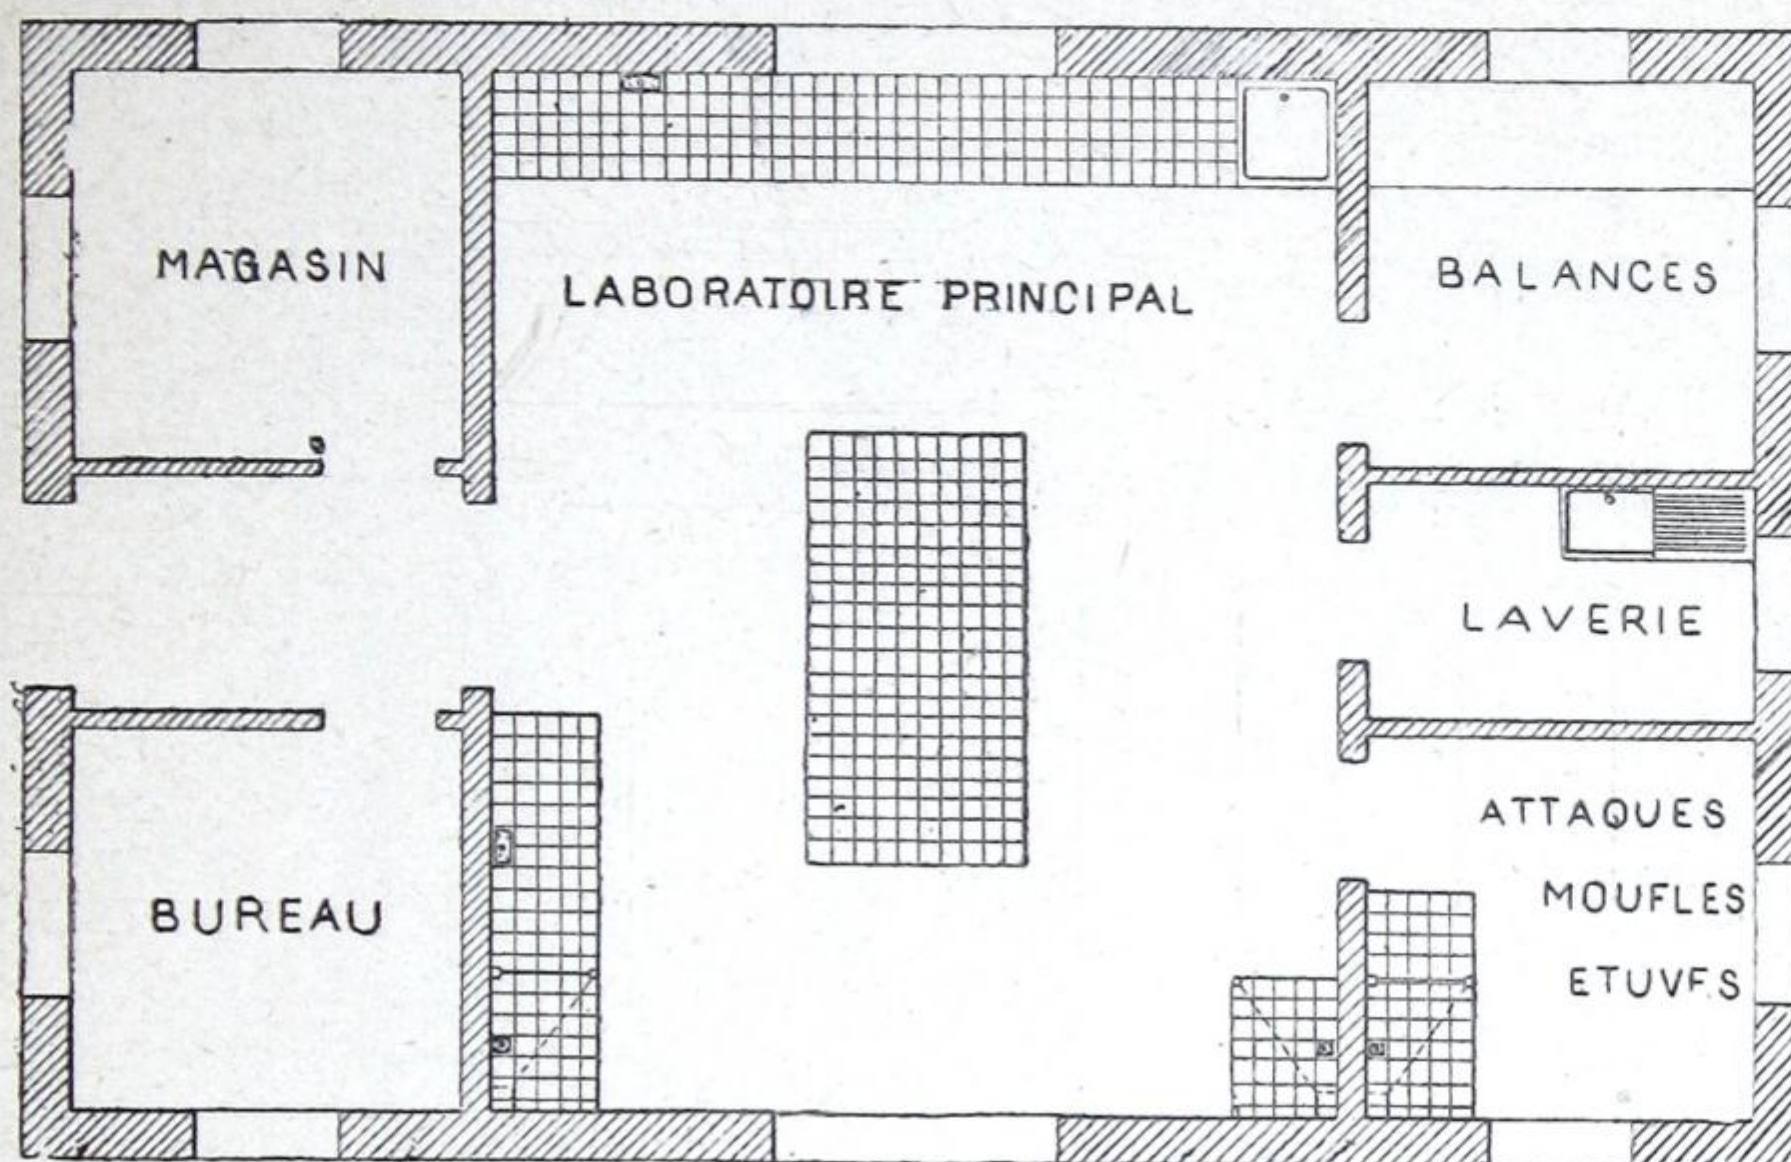 MAGASIN
LABORATOIRE PRINCIPAL
BALANCES
LAVERIE
ATTAQUES
MOUFLES
ETUVES
BUREAU